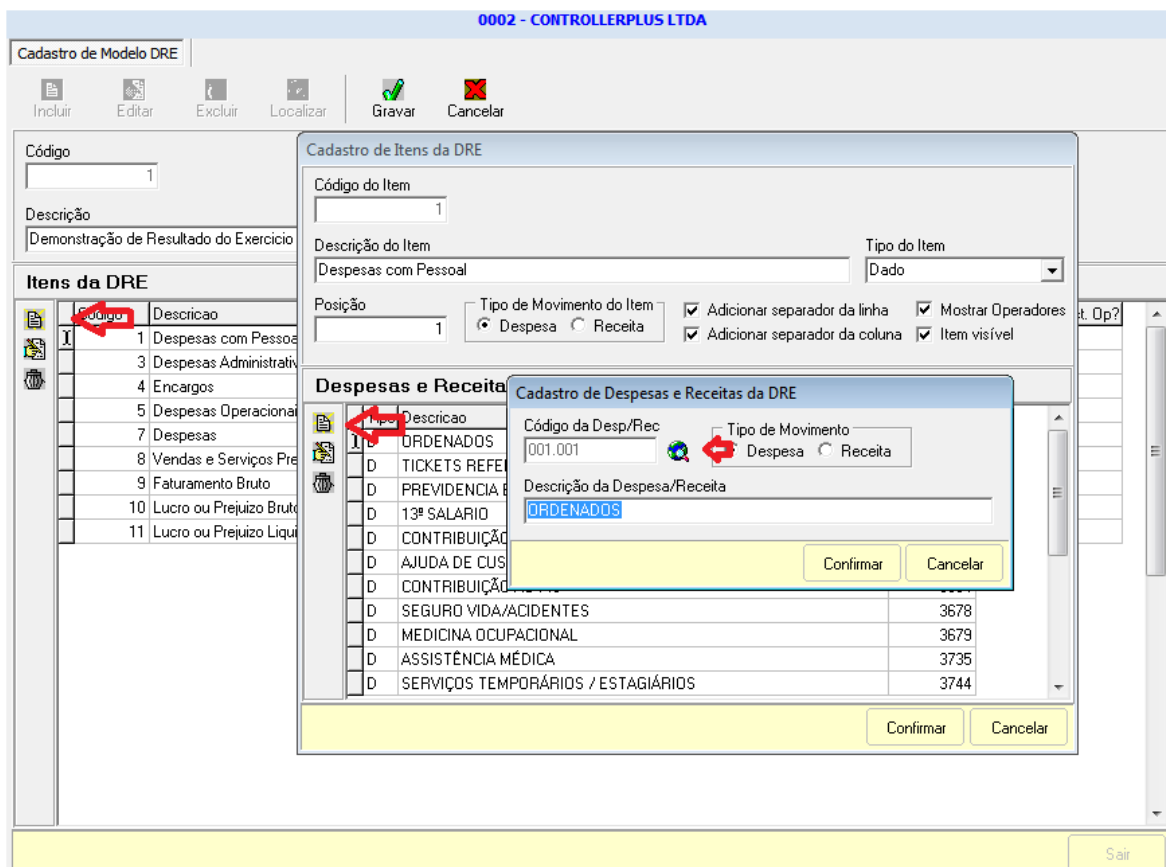 0002 - CONTROLLERPLUS LTDA
Cadastro de Modelo DRE
Incluir Editar Excluir Localizar Gravar Cancelar
Código
1
Descrição
Demonstração de Resultado do Exercicio
Itens da DRE
Codigo Descricao
1 Despesas com Pessoa
3 Despesas Administrativ
4 Encargos
5 Despesas Operacionai
7 Despesas
8 Vendas e Serviços Pre
9 Faturamento Bruto
10 Lucro ou Prejuizo Bruto
11 Lucro ou Prejuizo Liqui
Op?
Cadastro de Itens da DRE
Código do Item
1
Descrição do Item Tipo do Item
Despesas com Pessoal Dado
Posição
1
Tipo de Movimento do Item
Despesa Receita
Adicionar separador da linha Mostrar Operadores
Adicionar separador da coluna Item visível
Despesas e Receita
Tipo Descricao
D ORDENADOS
D TICKETS REFEI
D PREVIDENCIA
D 13º SALARIO
D CONTRIBUIÇÃO
D AJUDA DE CUS
D CONTRIBUIÇÃO
D SEGURO VIDA/ACIDENTES 3678
D MEDICINA OCUPACIONAL 3679
D ASSISTÊNCIA MÉDICA 3735
D SERVIÇOS TEMPORÁRIOS / ESTAGIÁRIOS 3744
Confirmar Cancelar
Cadastro de Despesas e Receitas da DRE
Código da Desp/Rec
001.001
Tipo de Movimento
Despesa Receita
Descrição da Despesa/Receita
ORDENADOS
Confirmar Cancelar
Sair